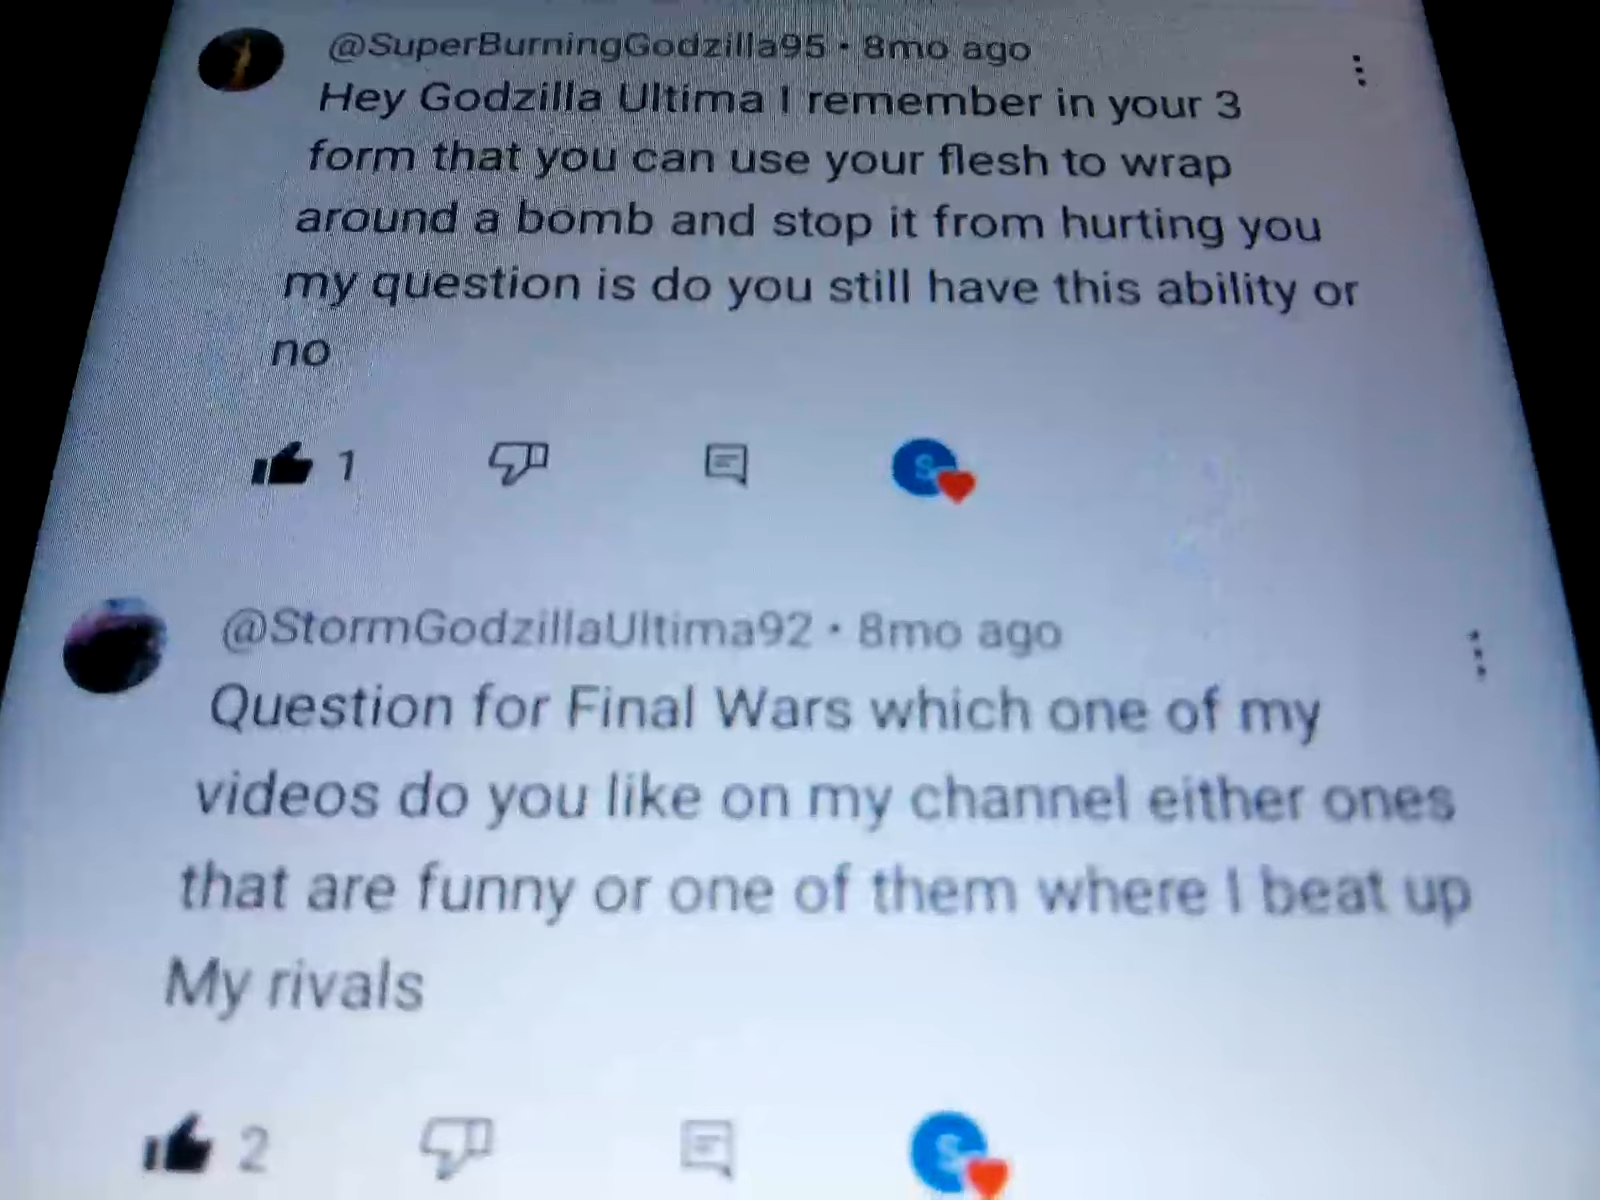 @SuperBurningGodzilla95 · 8mo ago
Hey Godzilla Ultima I remember in your 3
form that you can use your flesh to wrap
around a bomb and stop it from hurting you
my question is do you still have this ability or
no
1
S
@StormGodzillaUltima92 · 8mo ago
Question for Final Wars which one of my
videos do you like on my channel either ones
that are funny or one of them where I beat up
My rivals
2
S